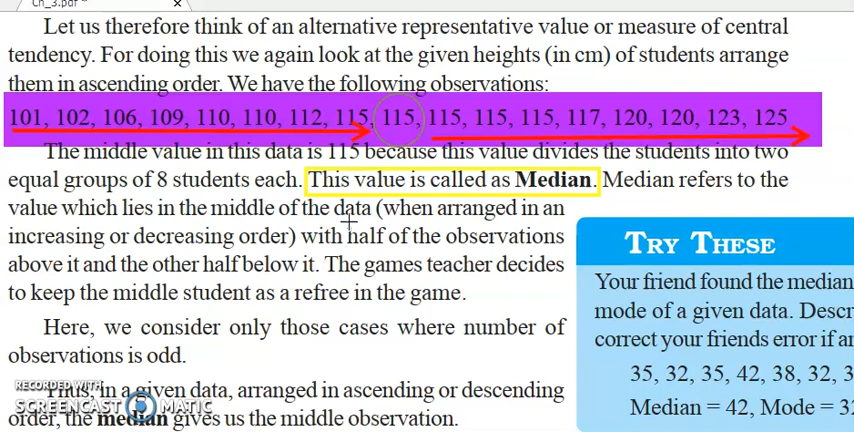 Ch_3.pdf *
Let us therefore think of an alternative representative value or measure of central
tendency. For doing this we again look at the given heights (in cm) of students arrange
them in ascending order. We have the following observations:
101, 102, 106, 109, 110, 110, 112, 115, 115, 115, 115, 115, 117, 120, 120, 123, 125
The middle value in this data is 115 because this value divides the students into two
equal groups of 8 students each. This value is called as Median. Median refers to the
value which lies in the middle of the data (when arranged in an
increasing or decreasing order) with half of the observations
above it and the other half below it. The games teacher decides
to keep the middle student as a refree in the game.
Here, we consider only those cases where number of
observations is odd.
Thus, in a given data, arranged in ascending or descending
order, the median gives us the middle observation.
TRY THESE
Your friend found the median
mode of a given data. Descr
correct your friends error if a
35, 32, 35, 42, 38, 32, 3
Median = 42, Mode = 3
RECORDED WITH
SCREENCAST MATIC